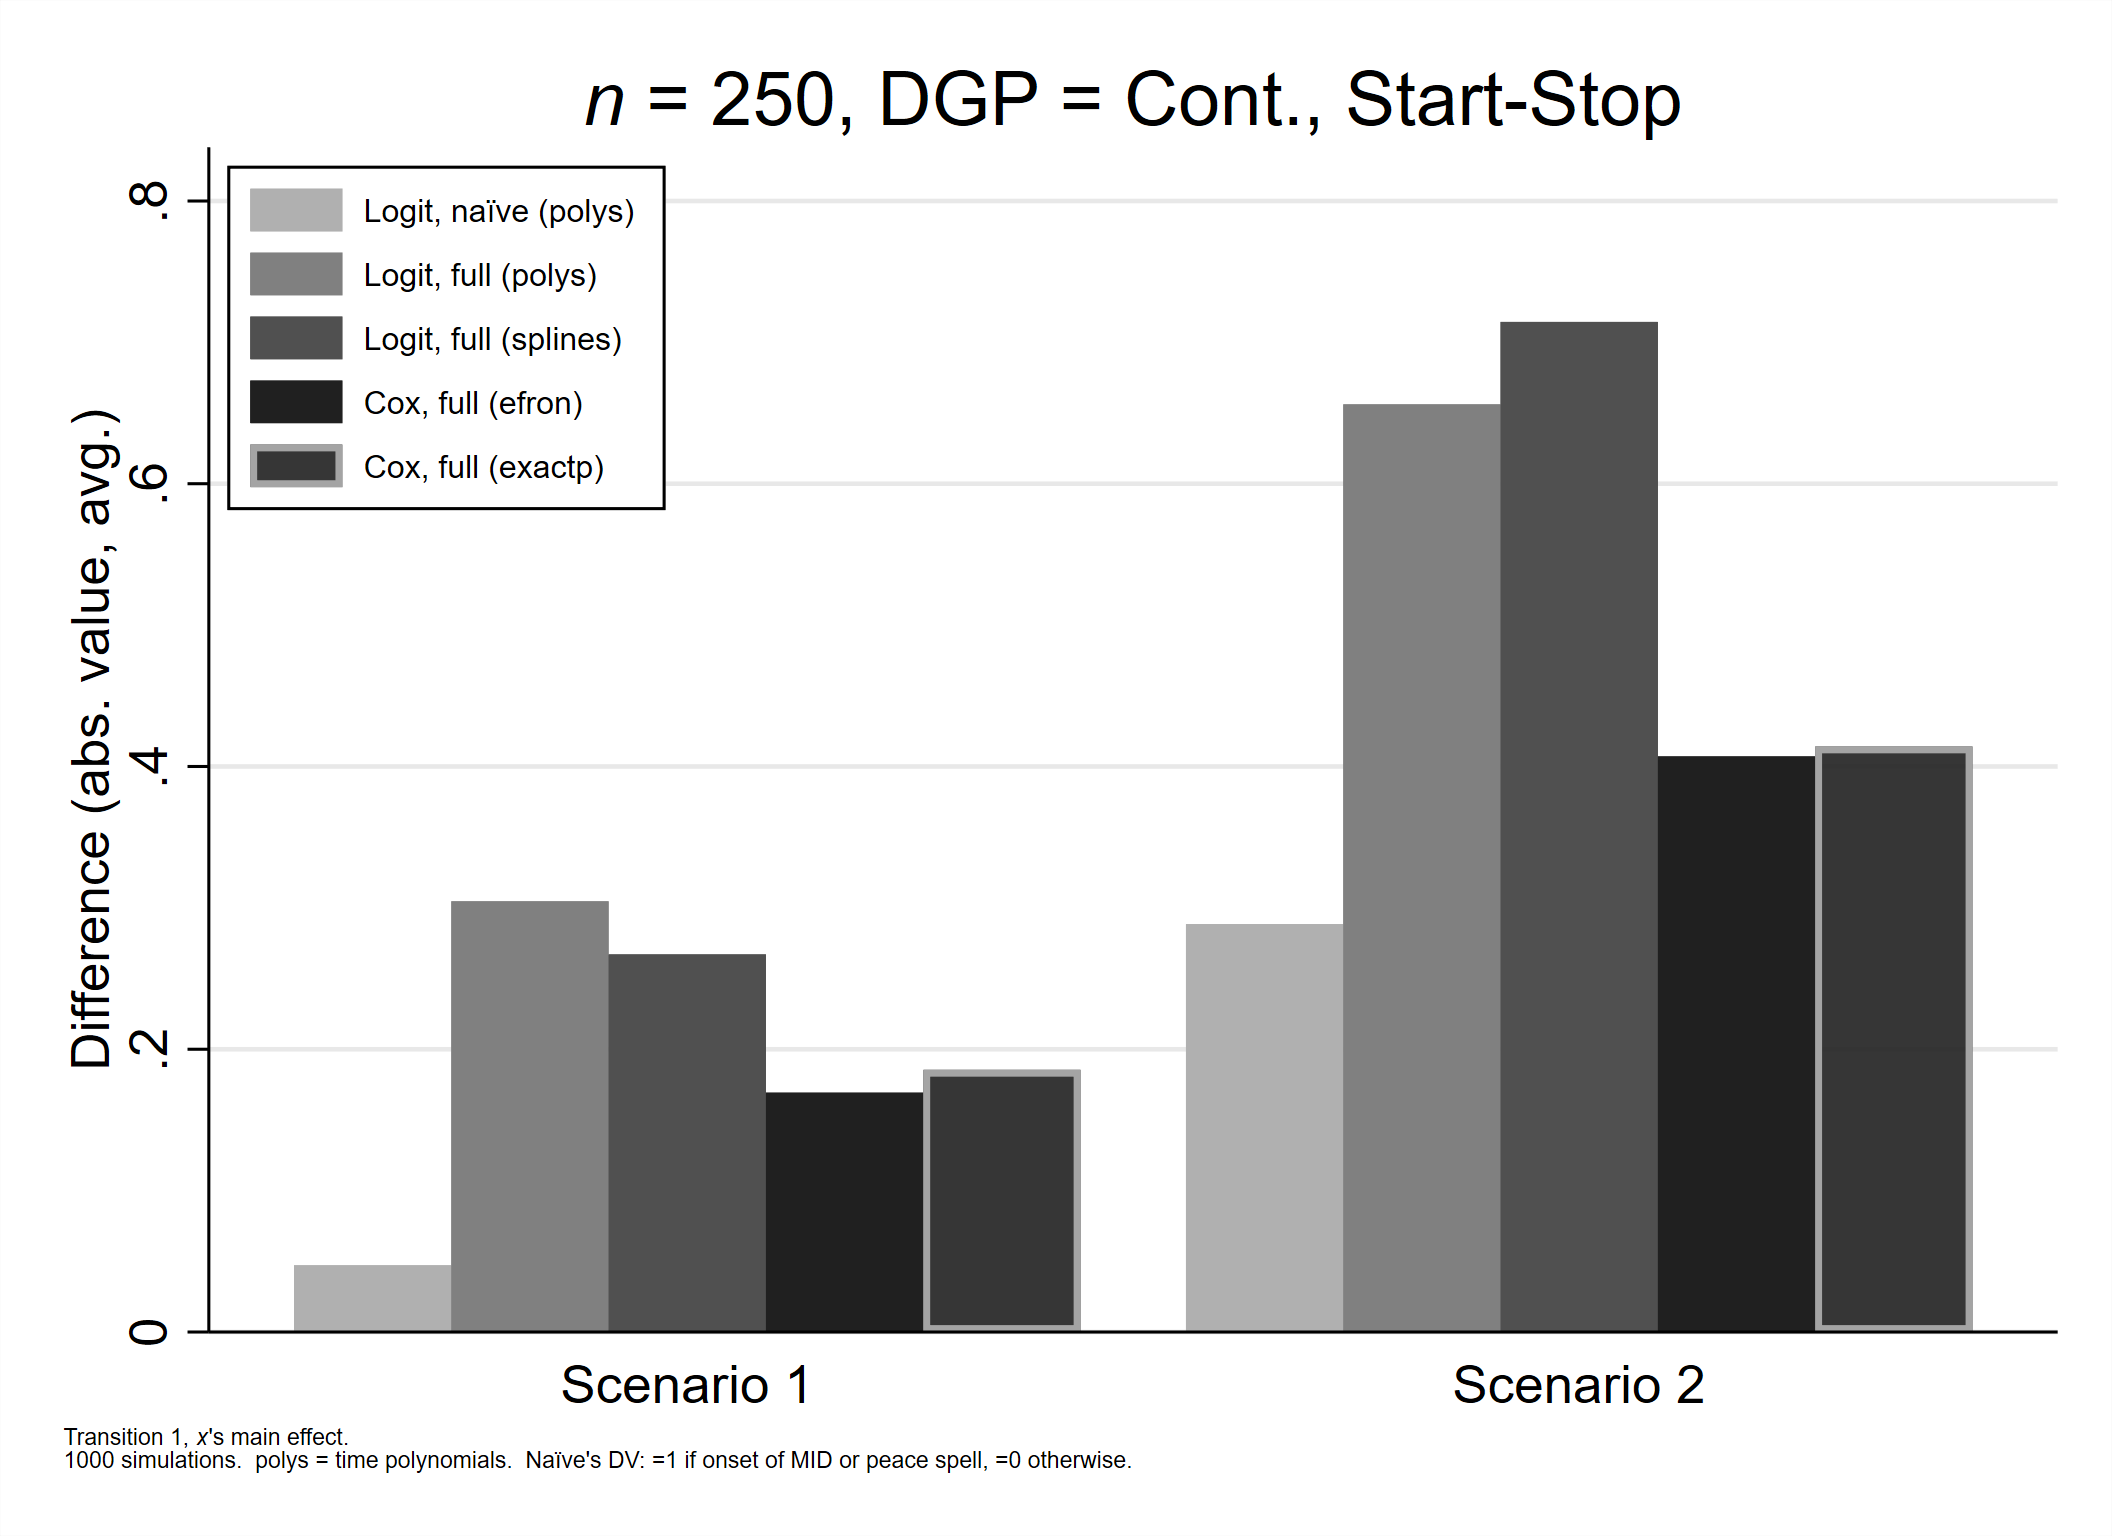 n = 250, DGP = Cont., Start-Stop
Logit, naïve (polys)
Logit, full (polys)
Logit, full (splines)
Cox, full (efron)
Cox, full (exactp)
Difference (abs. value, avg.)
.8
.6
.4
.2
0
Scenario 1
Scenario 2
Transition 1, x's main effect.
1000 simulations.  polys = time polynomials.  Naïve's DV: =1 if onset of MID or peace spell, =0 otherwise.